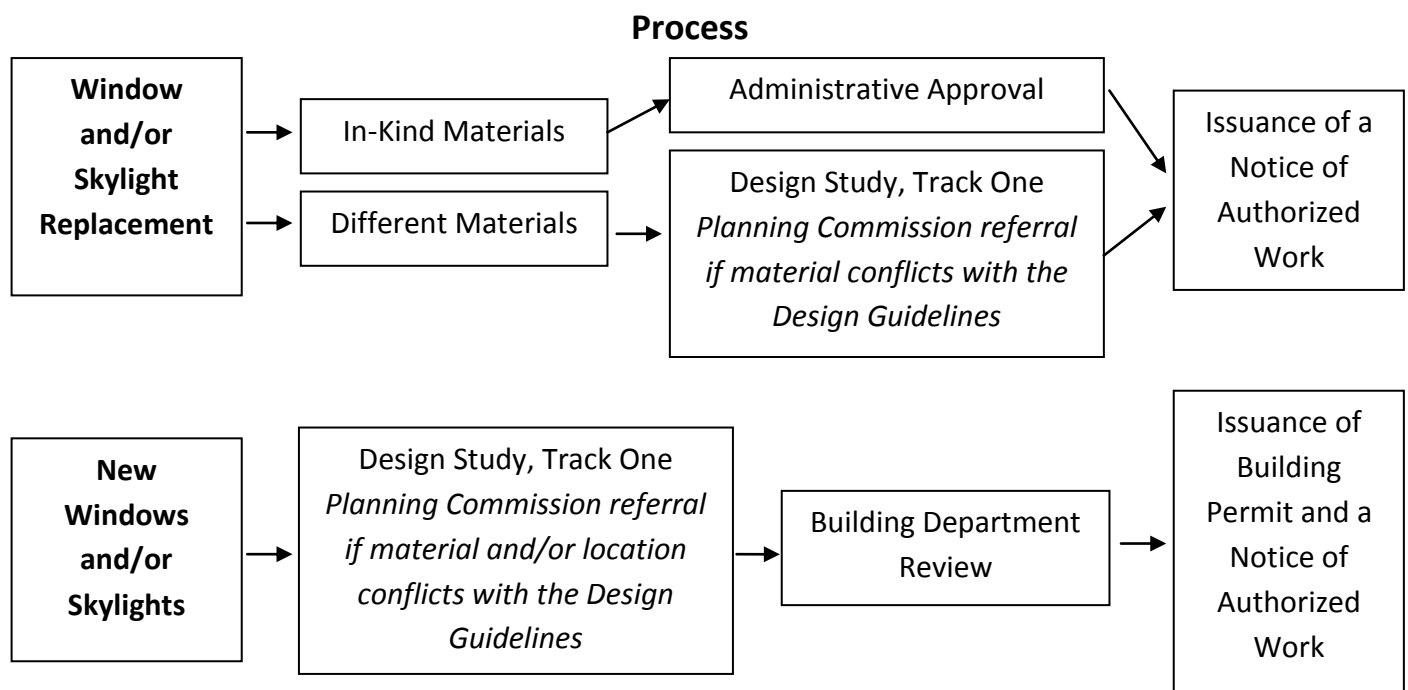 Process
Window
and/or
Skylight
Replacement
In-Kind Materials
Different Materials
Administrative Approval
Design Study, Track One
Planning Commission referral
if material conflicts with the
Design Guidelines
Issuance of a
Notice of
Authorized
Work
New
Windows
and/or
Skylights
Design Study, Track One
Planning Commission referral
if material and/or location
conflicts with the Design
Guidelines
Building Department
Review
Issuance of
Building
Permit and a
Notice of
Authorized
Work